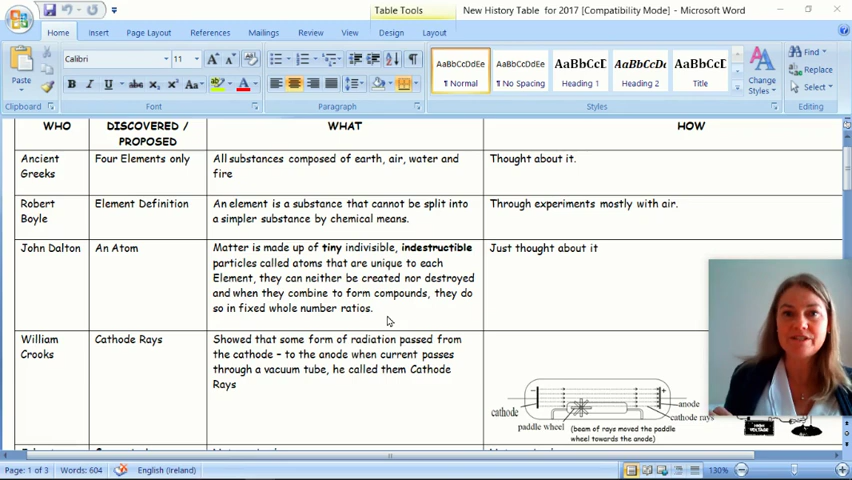 Table Tools
New History Table for 2017 [Compatibility Mode] - Microsoft Word
Home
Insert
Page Layout
References
Mailings
Review
View
Design
Layout
Paste
Clipboard
Calibri
11
Font
Paragraph
AaBbCcDdEe
¶ Normal
AaBbCcDdEe
¶ No Spacing
AaBbCcD
Heading 1
AaBbCcDdE
Heading 2
AaBbCcD
Title
Change
Styles
Styles
Find
Replace
Select
Editing
WHO
DISCOVERED /
PROPOSED
WHAT
HOW
Ancient
Greeks
Four Elements only
All substances composed of earth, air, water and
fire
Thought about it.
Robert
Boyle
Element Definition
An element is a substance that cannot be split into
a simpler substance by chemical means.
Through experiments mostly with air.
John Dalton
An Atom
Matter is made up of tiny indivisible, indestructible
particles called atoms that are unique to each
Element, they can neither be created nor destroyed
and when they combine to form compounds, they do
so in fixed whole number ratios.
Just thought about it
William
Crooks
Cathode Rays
Showed that some form of radiation passed from
the cathode – to the anode when current passes
through a vacuum tube, he called them Cathode
Rays
cathode
anode
cathode rays
paddle wheel
(beam of rays moved the paddle
wheel towards the anode)
HIGH
VOLTAGE
Page: 1 of 3
Words: 604
English (Ireland)
130%